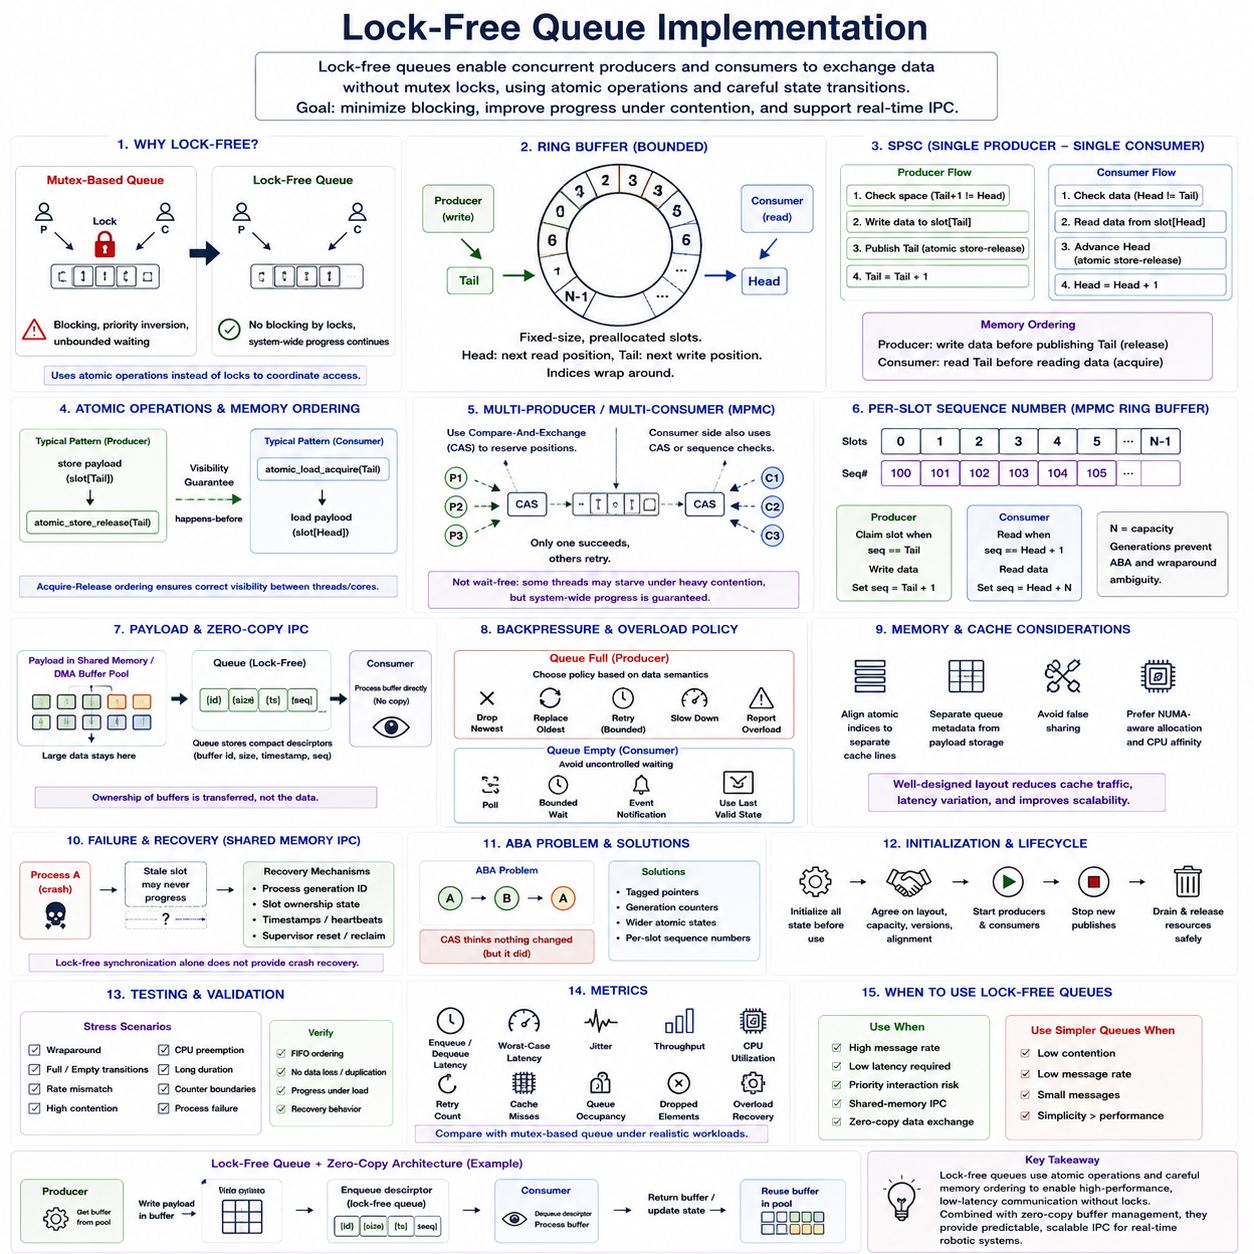 Lock-Free Queue Implementation
Lock-free queues enable concurrent producers and consumers to exchange data
without mutex locks, using atomic operations and careful state transitions.
Goal: minimize blocking, improve progress under contention, and support real-time IPC.
1. WHY LOCK-FREE?
Mutex-Based Queue
P
Lock
C
Blocking, priority inversion,
unbounded waiting
Lock-Free Queue
P
C
No blocking by locks,
system-wide progress continues
Uses atomic operations instead of locks to coordinate access.
2. RING BUFFER (BOUNDED)
Producer
(write)
Tail
0
2
3
5
6
6
...
...
N-1
Consumer
(read)
Head
Fixed-size, preallocated slots.
Head: next read position, Tail: next write position.
Indices wrap around.
3. SPSC (SINGLE PRODUCER – SINGLE CONSUMER)
Producer Flow
1. Check space (Tail+1 != Head)
2. Write data to slot[Tail]
3. Publish Tail (atomic store-release)
4. Tail = Tail + 1
Consumer Flow
1. Check data (Head != Tail)
2. Read data from slot[Head]
3. Advance Head
(atomic store-release)
4. Head = Head + 1
Memory Ordering
Producer: write data before publishing Tail (release)
Consumer: read Tail before reading data (acquire)
4. ATOMIC OPERATIONS & MEMORY ORDERING
Typical Pattern (Producer)
store payload
(slot[Tail])
atomic_store_release(Tail)
Visibility
Guarantee
happens-before
Typical Pattern (Consumer)
atomic_load_acquire(Tail)
load payload
(slot[Head])
Acquire-Release ordering ensures correct visibility between threads/cores.
5. MULTI-PRODUCER / MULTI-CONSUMER (MPMC)
Use Compare-And-Exchange
(CAS) to reserve positions.
Consumer side also uses
CAS or sequence checks.
P1
P2
P3
CAS
CAS
C1
C2
C3
Only one succeeds,
others retry.
Not wait-free: some threads may starve under heavy contention,
but system-wide progress is guaranteed.
6. PER-SLOT SEQUENCE NUMBER (MPMC RING BUFFER)
Slots 0 1 2 3 4 5 ... N-1
Seq# 100 101 102 103 104 105 ...
Producer
Claim slot when
seq == Tail
Write data
Set seq = Tail + 1
Consumer
Read when
seq == Head + 1
Read data
Set seq = Head + N
N = capacity
Generations prevent
ABA and wraparound
ambiguity.
7. PAYLOAD & ZERO-COPY IPC
Payload in Shared Memory /
DMA Buffer Pool
Large data stays here
Queue (Lock-Free)
(id) (size) (ts) [seq]
Queue stores compact descriptors
(buffer id, size, timestamp, seq)
Consumer
Process buffer directly
(No copy)
Ownership of buffers is transferred, not the data.
8. BACKPRESSURE & OVERLOAD POLICY
Queue Full (Producer)
Choose policy based on data semantics
Drop
Newest
Replace
Oldest
Retry
(Bounded)
Slow Down
Report
Overload
Queue Empty (Consumer)
Avoid uncontrolled waiting
Poll
Bounded
Wait
Event
Notification
Use Last
Valid State
9. MEMORY & CACHE CONSIDERATIONS
Align atomic
indices to
separate
cache lines
Separate queue
metadata from
payload storage
Avoid false
sharing
Prefer NUMA-
aware allocation
and CPU affinity
Well-designed layout reduces cache traffic,
latency variation, and improves scalability.
10. FAILURE & RECOVERY (SHARED MEMORY IPC)
Process A
(crash)
Stale slot
may never
progress
?
Recovery Mechanisms
• Process generation ID
• Slot ownership state
• Timestamps / heartbeats
• Supervisor reset / reclaim
Lock-free synchronization alone does not provide crash recovery.
11. ABA PROBLEM & SOLUTIONS
ABA Problem
A
B
A
CAS thinks nothing changed
(but it did)
Solutions
• Tagged pointers
• Generation counters
• Wider atomic states
• Per-slot sequence numbers
12. INITIALIZATION & LIFECYCLE
Initialize all
state before
use
Agree on layout,
capacity, versions,
alignment
Start producers
& consumers
Stop new
publishes
Drain & release
resources
safely
13. TESTING & VALIDATION
Stress Scenarios
Wraparound
Full / Empty transitions
Rate mismatch
High contention
CPU preemption
Long duration
Counter boundaries
Process failure
Verify
FIFO ordering
No data loss / duplication
Progress under load
Recovery behavior
14. METRICS
Enqueue /
Dequeue
Latency
Worst-Case
Latency
Jitter
Throughput
CPU
Utilization
Retry
Count
Cache
Misses
Queue
Occupancy
Dropped
Elements
Overload
Recovery
Compare with mutex-based queue under realistic workloads.
15. WHEN TO USE LOCK-FREE QUEUES
Use When
High message rate
Low latency required
Priority interaction risk
Shared-memory IPC
Zero-copy data exchange
Use Simpler Queues When
Low contention
Low message rate
Small messages
Simplicity > performance
Lock-Free Queue + Zero-Copy Architecture (Example)
Producer
Get buffer
from pool
Write payload
in buffer
Enqueue descirptor
(lock-free queue)
[id) [size) (ts) seeq]
Consumer
Dequeue desciptor
Process buffer
Return buffer /
update state
Reuse buffer
in pool
Key Takeaway
Lock-free queues use atomic operations and careful
memory ordering to enable high-performance,
low-latency communication without locks.
Combined with zero-copy buffer management, they
provide predictable, scalable IPC for real-time
robotic systems.